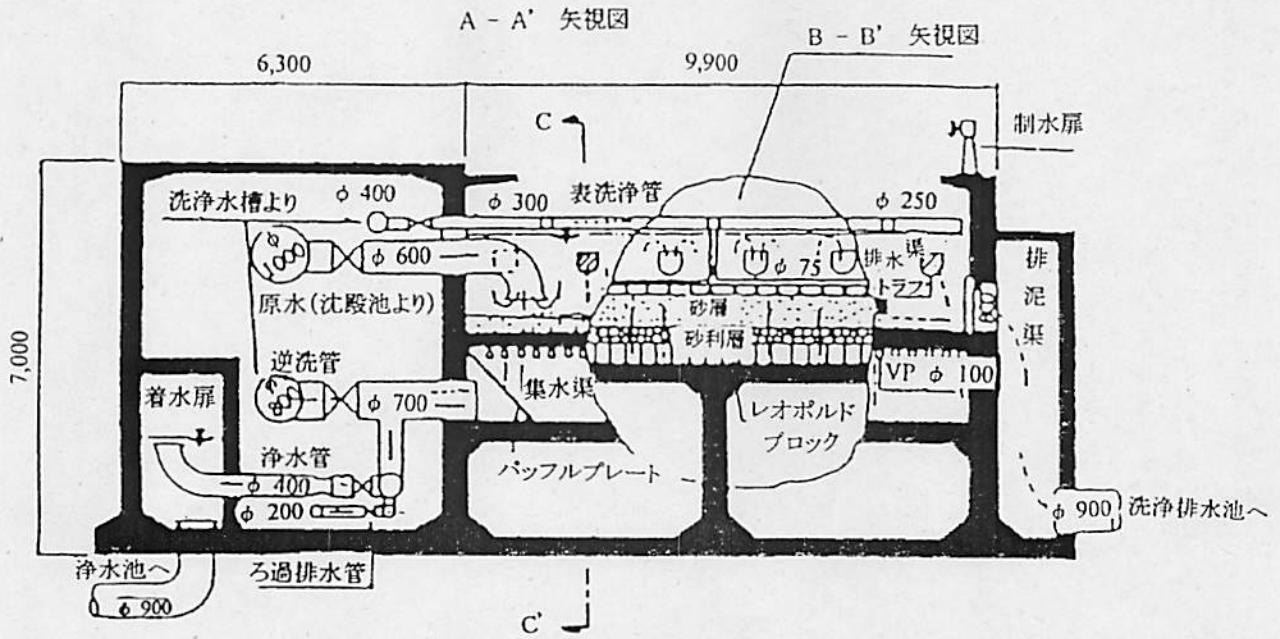 A - A' 矢視図
B - B' 矢視図
6,300
9,900
C
制水扉
洗浄水槽より
φ 400
φ 300
表洗浄管
φ 250
φ 600
φ 75
排水渠
トラフ
排泥渠
原水(沈殿池より)
砂層
砂利層
7,000
逆洗管
着水扉
φ 700
集水渠
VP φ 100
レオポルド
ブロック
浄水管
バッフルプレート
φ 400
φ 200
φ 900
洗浄排水池へ
浄水池へ
ろ過排水管
φ 900
C'